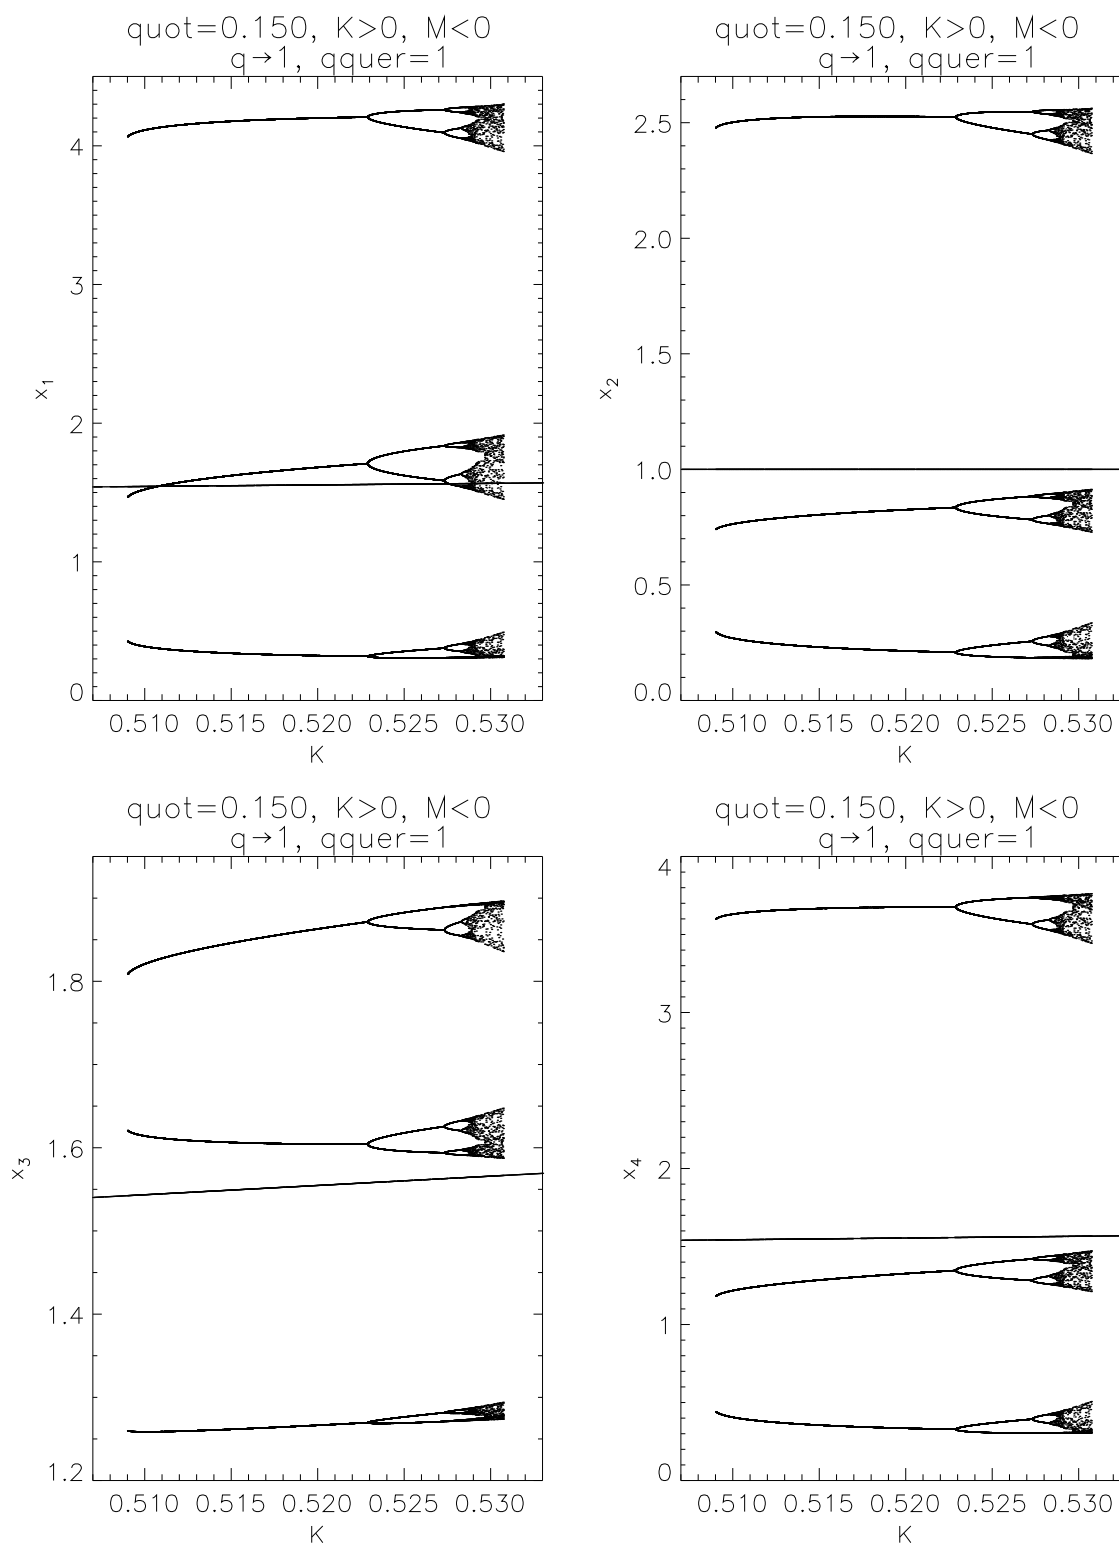 quot=0.150, K>0, M<0
q→1, qquer=1
4
3
2
1
0
x₁
0.510 0.515 0.520 0.525 0.530
K
quot=0.150, K>0, M<0
q→1, qquer=1
2.5
2.0
1.5
1.0
0.5
0.0
x₂
0.510 0.515 0.520 0.525 0.530
K
quot=0.150, K>0, M<0
q→1, qquer=1
1.8
1.6
1.4
1.2
x₃
0.510 0.515 0.520 0.525 0.530
K
quot=0.150, K>0, M<0
q→1, qquer=1
4
3
2
1
0
x₄
0.510 0.515 0.520 0.525 0.530
K